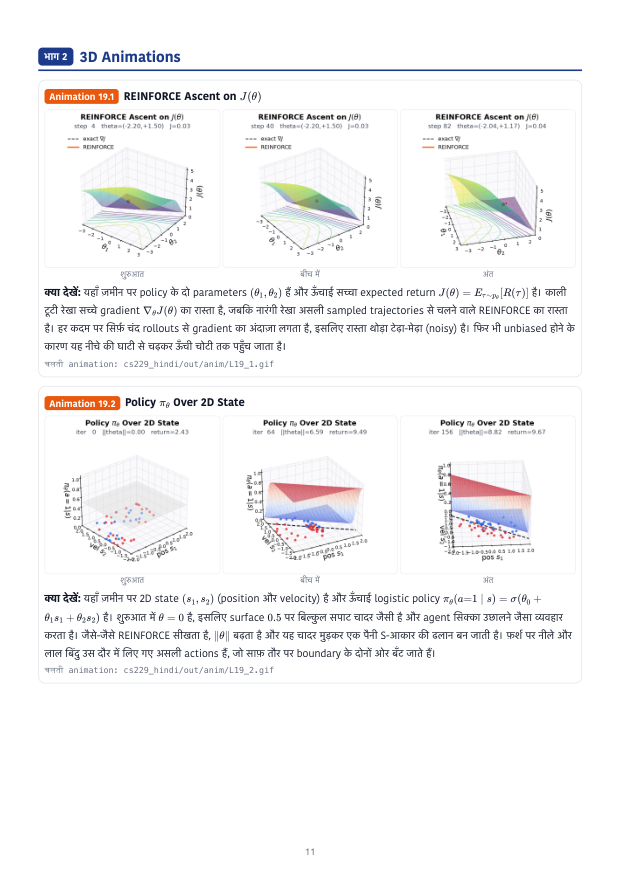 भाग 2 3D Animations
Animation 19.1 REINFORCE Ascent on J(θ)
REINFORCE Ascent on J(θ)
step 4 theta=(-2.20,+1.50) J=0.03
exact ∇J
REINFORCE
REINFORCE Ascent on J(θ)
step 40 theta=(-2.20,+1.50) J=0.03
exact ∇J
REINFORCE
REINFORCE Ascent on J(θ)
step 82 theta=(-2.04,+1.17) J=0.04
exact ∇J
REINFORCE
शुरुआत
बीच में
अंत
क्या देखें: यहाँ ज़मीन पर policy के दो parameters (θ₁, θ₂) हैं और ऊँचाई सच्चा expected return J(θ) = E_{τ∼p_θ}[R(τ)] है। काली
टूटी रेखा सच्चे gradient ∇_θJ(θ) का रास्ता है, जबकि नारंगी रेखा असली sampled trajectories से चलने वाले REINFORCE का रास्ता
है। हर कदम पर सिर्फ़ चंद rollouts से gradient का अंदाज़ा लगता है, इसलिए रास्ता थोड़ा टेढ़ा-मेढ़ा (noisy) है। फिर भी unbiased होने के
कारण यह नीचे की घाटी से चढ़कर ऊँची चोटी तक पहुँच जाता है।
चलती animation: cs229_hindi/out/anim/L19_1.gif
Animation 19.2 Policy π_θ Over 2D State
Policy π_θ Over 2D State
iter 0 ||theta||=0.00 return=2.43
Policy π_θ Over 2D State
iter 64 ||theta||=6.59 return=9.49
Policy π_θ Over 2D State
iter 156 ||theta||=8.82 return=9.67
शुरुआत
बीच में
अंत
क्या देखें: यहाँ ज़मीन पर 2D state (s₁, s₂) (position और velocity) है और ऊँचाई logistic policy π_θ(a=1 | s) = σ(θ₀ +
θ₁s₁ + θ₂s₂) है। शुरुआत में θ = 0 है, इसलिए surface 0.5 पर बिल्कुल सपाट चादर जैसी है और agent सिक्का उछालने जैसा व्यवहार
करता है। जैसे-जैसे REINFORCE सीखता है, ‖θ‖ बढ़ता है और यह चादर मुड़कर एक पैनी S-आकार की ढलान बन जाती है। फ़र्श पर नीले और
लाल बिंदु उस दौर में लिए गए असली actions हैं, जो साफ़ तौर पर boundary के दोनों ओर बँट जाते हैं।
चलती animation: cs229_hindi/out/anim/L19_2.gif
11